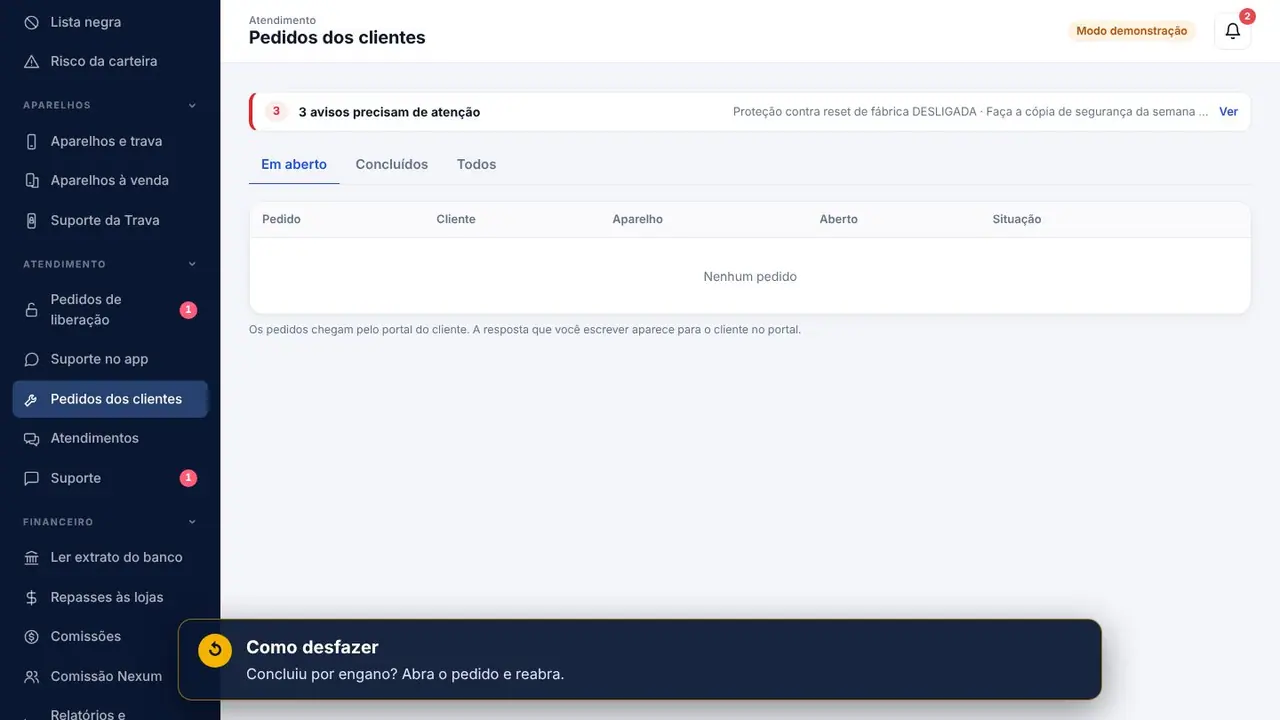 Lista negra
Risco da carteira
APARELHOS
Aparelhos e trava
Aparelhos à venda
Suporte da Trava
ATENDIMENTO
Pedidos de
liberação
1
Suporte no app
Pedidos dos clientes
Atendimentos
Suporte
1
FINANCEIRO
Ler extrato do banco
Repasses às lojas
Comissões
Comissão Nexum
Relatórios e
Atendimento
Pedidos dos clientes
Modo demonstração
2
3
3 avisos precisam de atenção
Proteção contra reset de fábrica DESLIGADA · Faça a cópia de segurança da semana ...
Ver
Em aberto
Concluídos
Todos
Pedido
Cliente
Aparelho
Aberto
Situação
Nenhum pedido
Os pedidos chegam pelo portal do cliente. A resposta que você escrever aparece para o cliente no portal.
Como desfazer
Concluiu por engano? Abra o pedido e reabra.